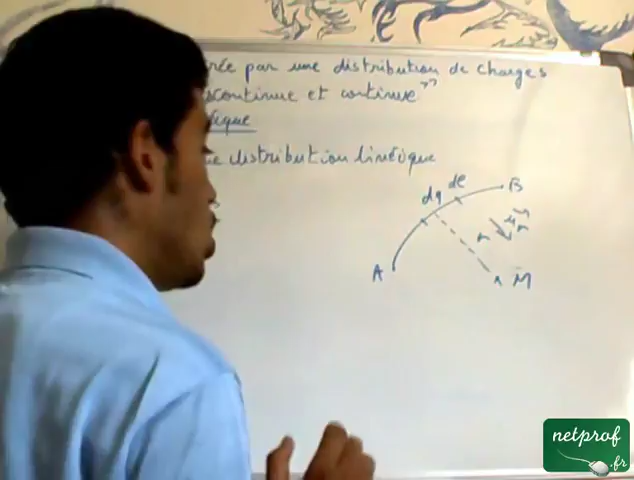 par une distribution de charges
continue et continue"
distribution linéique
dq dl B
r
A M
netprof
.fr